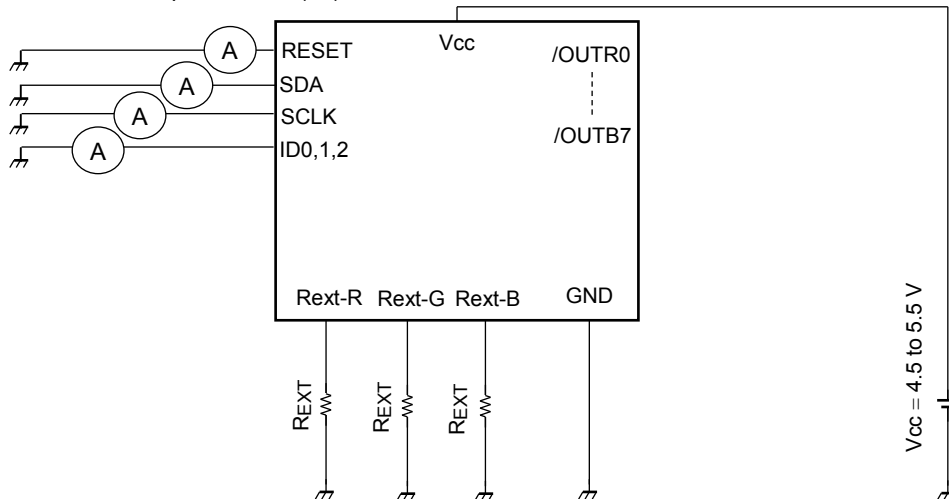 Vcc
A
RESET
/OUTR0
A
SDA
A
SCLK
A
ID0,1,2
/OUTB7
Rext-R
Rext-G
Rext-B
GND
REXT
REXT
REXT
Vcc = 4.5 to 5.5 V